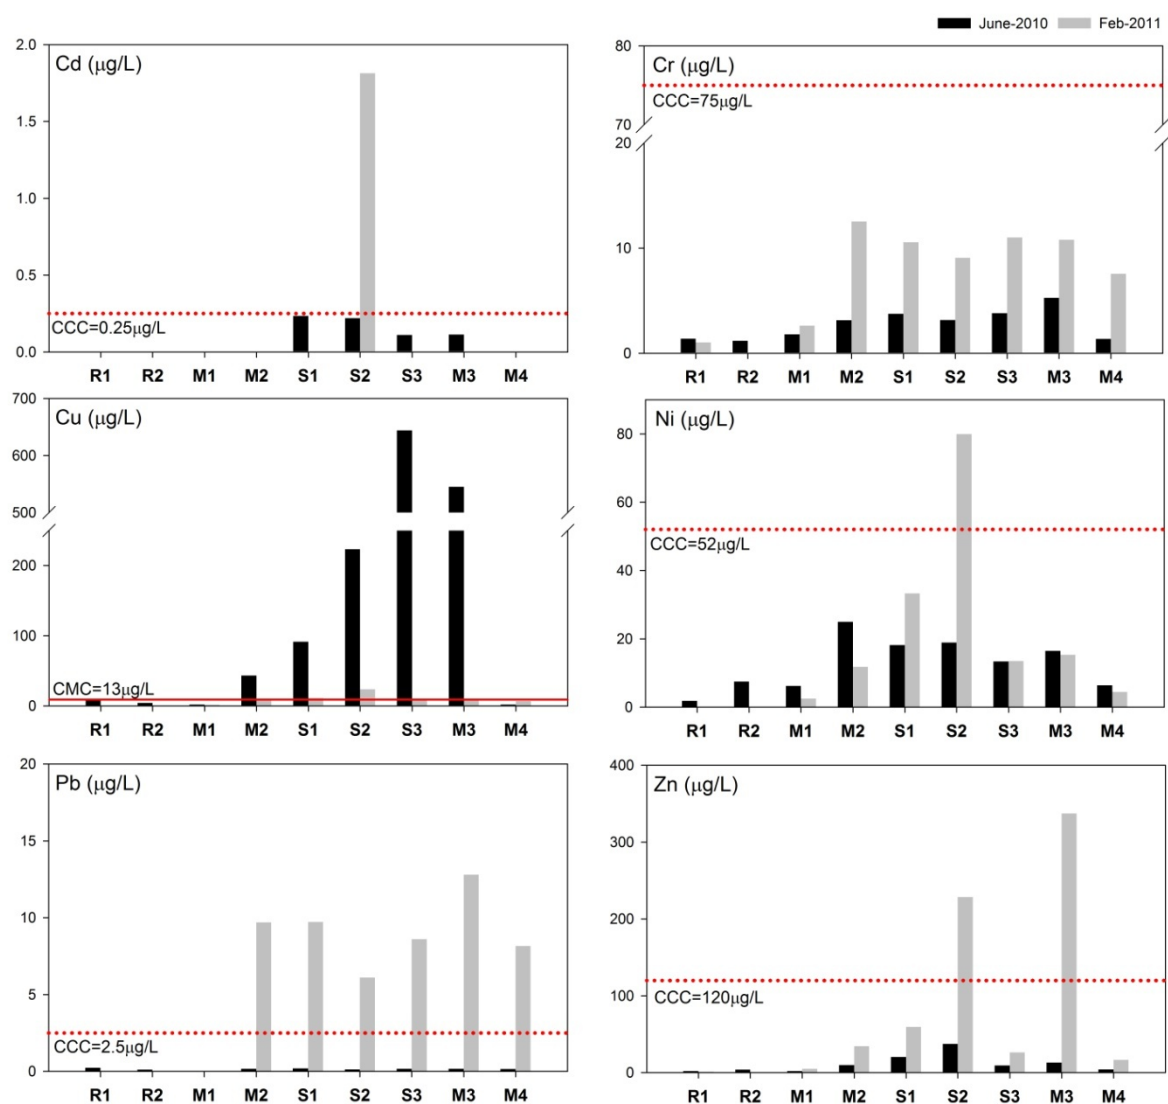 June-2010 Feb-2011
Cd (µg/L)
2.0
1.5
1.0
0.5
0.0
CCC=0.25µg/L
R1 R2 M1 M2 S1 S2 S3 M3 M4
Cr (µg/L)
80
70
20
10
0
CCC=75µg/L
R1 R2 M1 M2 S1 S2 S3 M3 M4
Cu (µg/L)
700
600
500
200
100
0
CMC=13µg/L
R1 R2 M1 M2 S1 S2 S3 M3 M4
Ni (µg/L)
80
60
40
20
0
CCC=52µg/L
R1 R2 M1 M2 S1 S2 S3 M3 M4
Pb (µg/L)
20
15
10
5
0
CCC=2.5µg/L
R1 R2 M1 M2 S1 S2 S3 M3 M4
Zn (µg/L)
400
300
200
100
0
CCC=120µg/L
R1 R2 M1 M2 S1 S2 S3 M3 M4